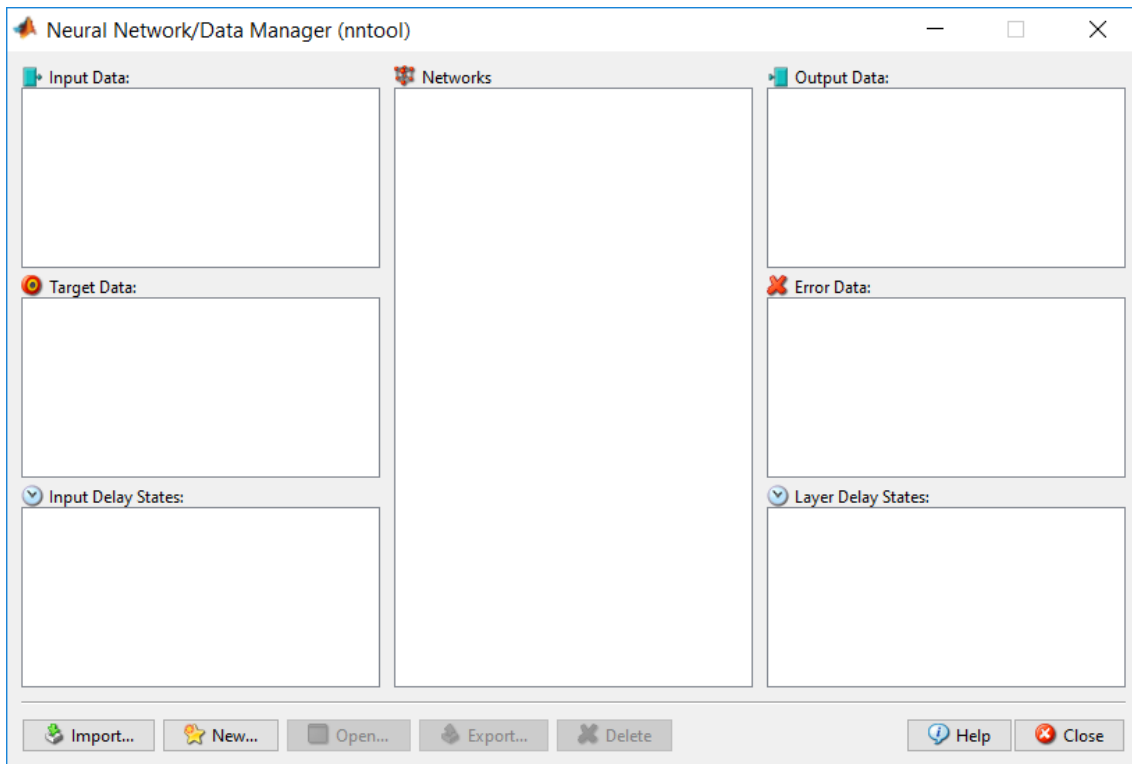 Neural Network/Data Manager (nntool)
Input Data:
Networks
Output Data:
Target Data:
Error Data:
Input Delay States:
Layer Delay States:
Import...
New...
Open...
Export...
Delete
Help
Close